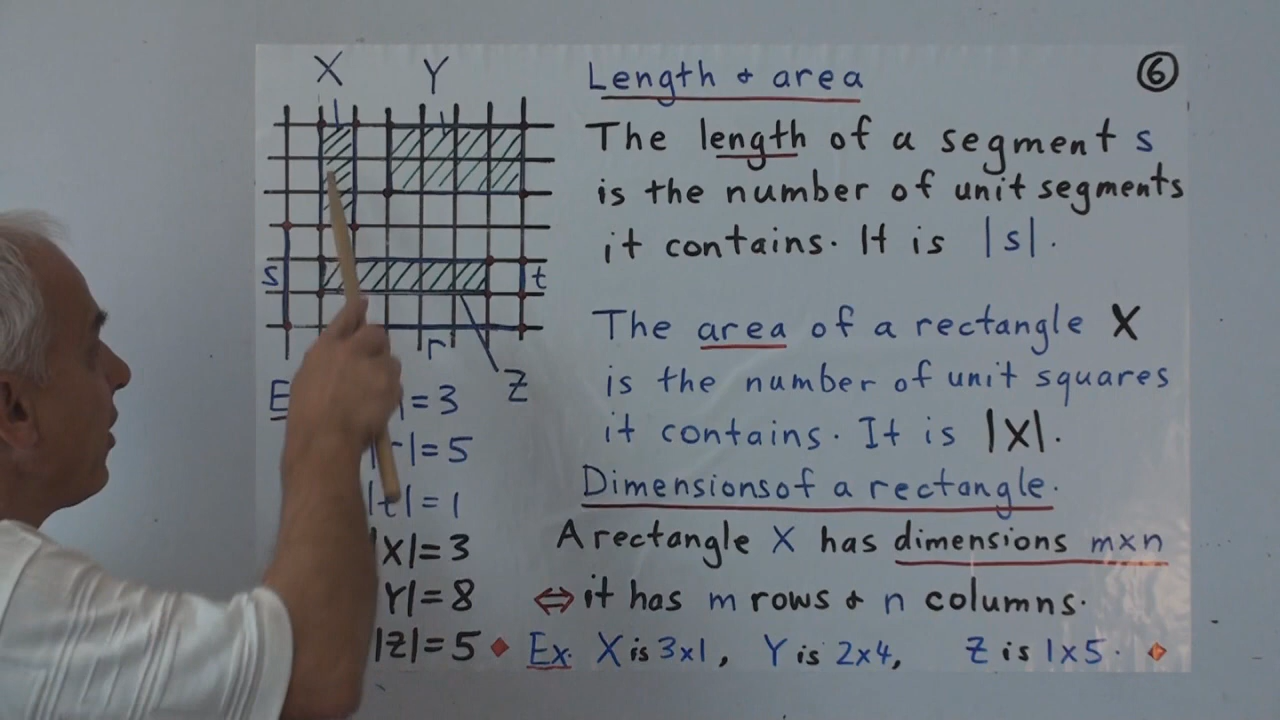 X Y
Length & area
6
The length of a segment s
is the number of unit segments
it contains. It is |s|.
s t
r
Z
The area of a rectangle X
is the number of unit squares
it contains. It is |X|.
E
|=3
|r|=5
|t|=1
|X|=3
|Y|=8
|Z|=5
Dimensions of a rectangle.
A rectangle X has dimensions m×n
⇔ it has m rows & n columns.
Ex. X is 3×1, Y is 2×4, Z is 1×5.